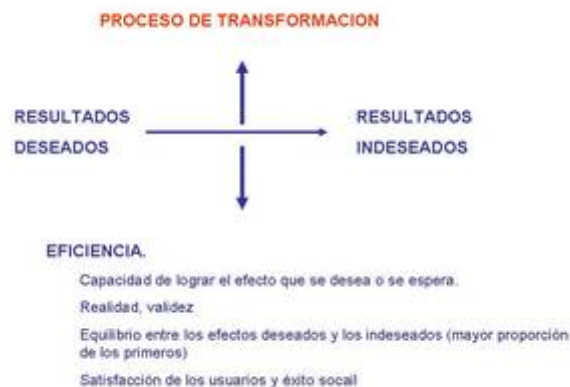 PROCESO DE TRANSFORMACION
RESULTADOS
DESEADOS
RESULTADOS
INDESEADOS
EFICIENCIA.
Capacidad de lograr el efecto que se desea o se espera.
Realidad, validez
Equilibrio entre los efectos deseados y los indeseados (mayor proporción
de los primeros)
Satisfacción de los usuarios y éxito socail